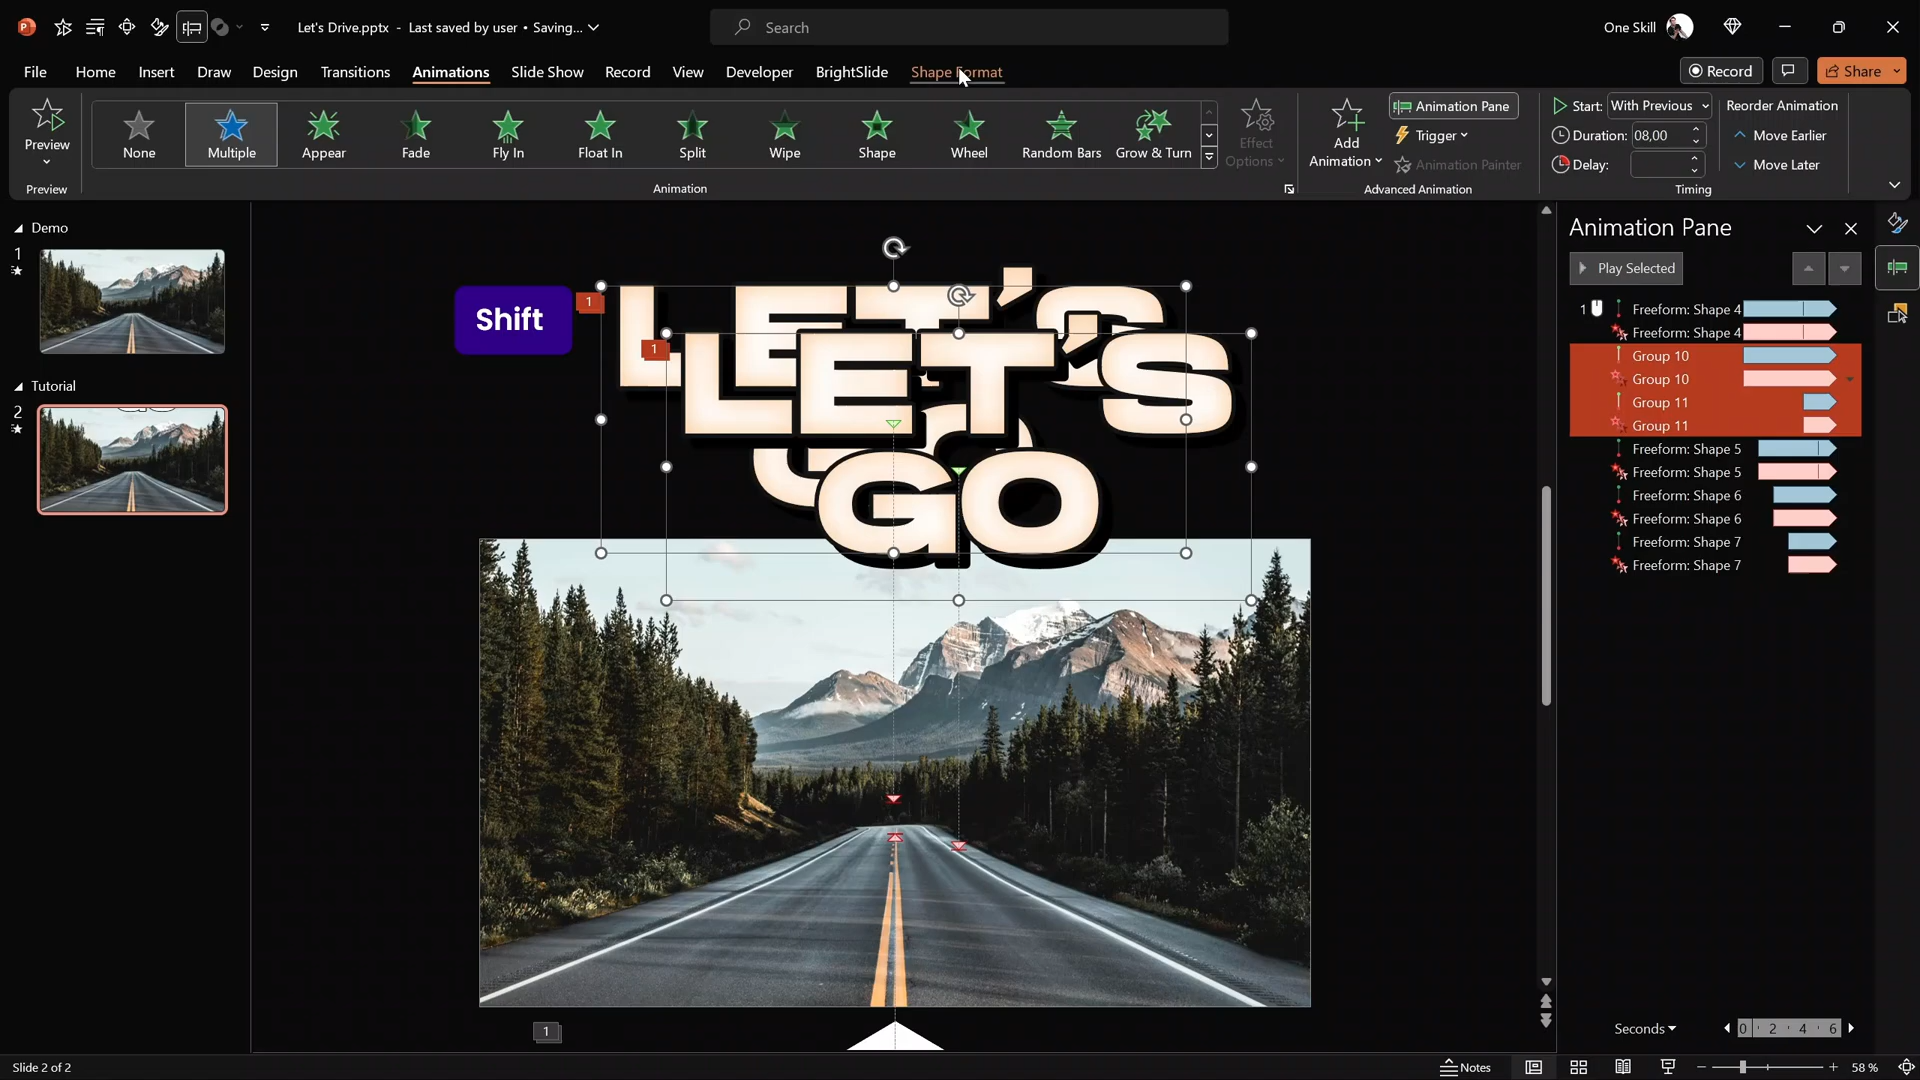 Let's Drive.pptx - Last saved by user • Saving...
Search
One Skill
File Home Insert Draw Design Transitions Animations Slide Show Record View Developer BrightSlide Shape Format
Record
Share
Preview
None
Multiple
Appear
Fade
Fly In
Float In
Split
Wipe
Shape
Wheel
Random Bars
Grow & Turn
Effect
Options
Add
Animation
Animation Pane
Trigger
Animation Painter
Start: With Previous
Duration: 08,00
Delay:
Reorder Animation
Move Earlier
Move Later
Preview
Animation
Advanced Animation
Timing
Demo
1
Tutorial
2
GO
Shift
1
LET'S
1
LET'S
GO
1
Animation Pane
Play Selected
1 Freeform: Shape 4
Freeform: Shape 4
Group 10
Group 10
Group 11
Group 11
Freeform: Shape 5
Freeform: Shape 5
Freeform: Shape 6
Freeform: Shape 6
Freeform: Shape 7
Freeform: Shape 7
Seconds 0 2 4 6
Slide 2 of 2
Notes
58 %